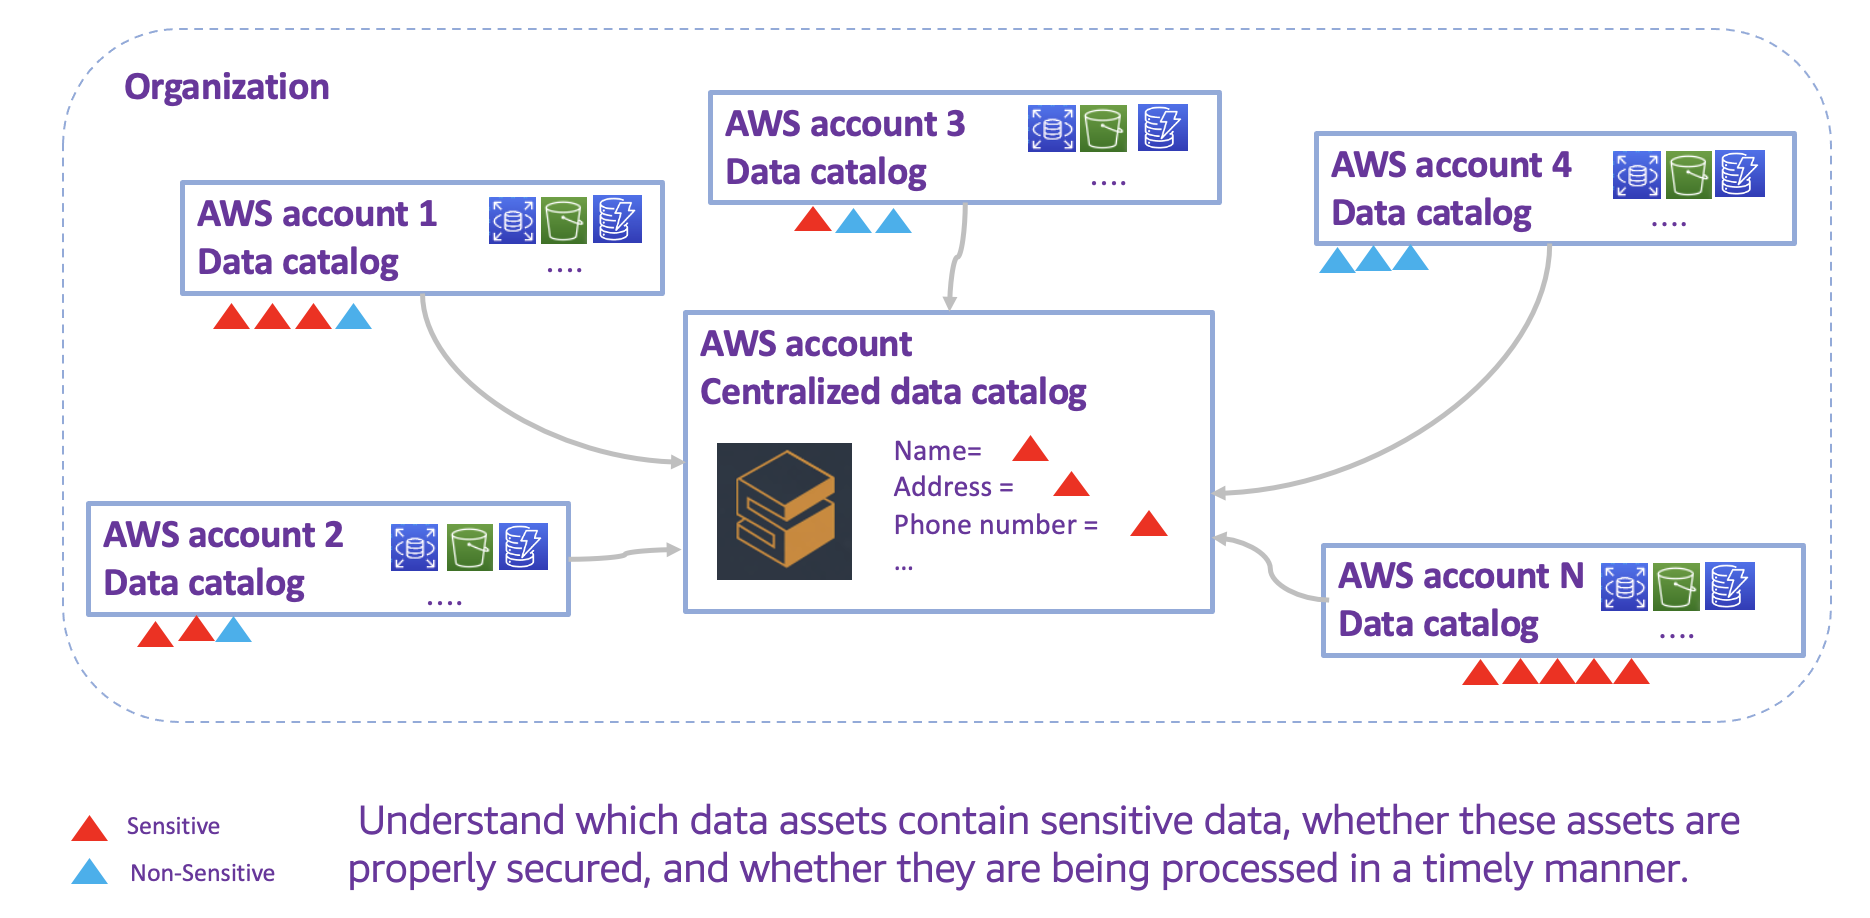 Organization
AWS account 1
Data catalog
....
AWS account 3
Data catalog
....
AWS account 4
Data catalog
....
AWS account
Centralized data catalog
Name=
Address =
Phone number =
...
AWS account 2
Data catalog
....
AWS account N
Data catalog
....
Sensitive
Non-Sensitive
Understand which data assets contain sensitive data, whether these assets are
properly secured, and whether they are being processed in a timely manner.